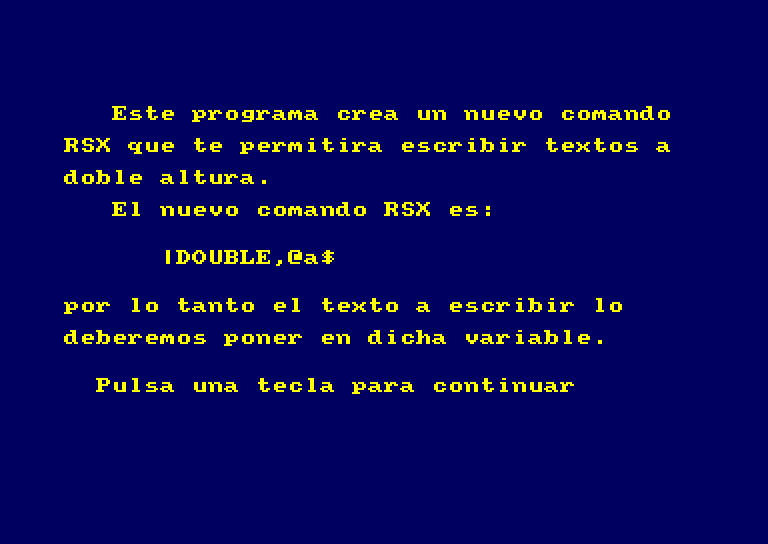 Este programa crea un nuevo comando
RSX que te permitira escribir textos a
doble altura.
El nuevo comando RSX es:
|DOUBLE,@a$
por lo tanto el texto a escribir lo
deberemos poner en dicha variable.
Pulsa una tecla para continuar